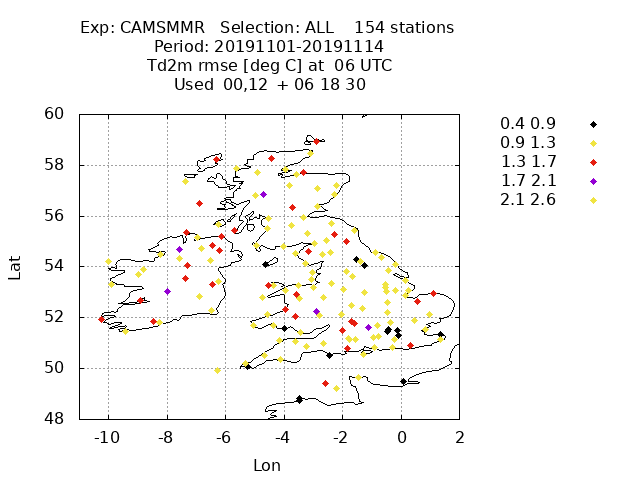 Exp: CAMSMMR   Selection: ALL    154 stations
Period: 20191101-20191114
Td2m rmse [deg C] at  06 UTC
Used  00,12  + 06 18 30
0.4 0.9
0.9 1.3
1.3 1.7
1.7 2.1
2.1 2.6
60
58
56
54
52
50
48
Lat
-10 -8 -6 -4 -2 0 2
Lon